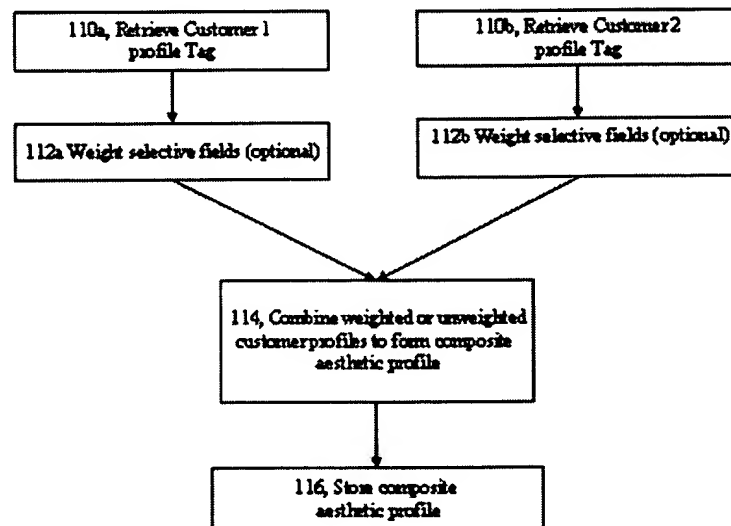 110a, Retrieve Customer 1
profile Tag
110b, Retrieve Customer 2
profile Tag
112a Weight selective fields (optional)
112b Weight selective fields (optional)
114, Combine weighted or unweighted
customer profiles to form composite
aesthetic profile
116, Store composite
aesthetic profile